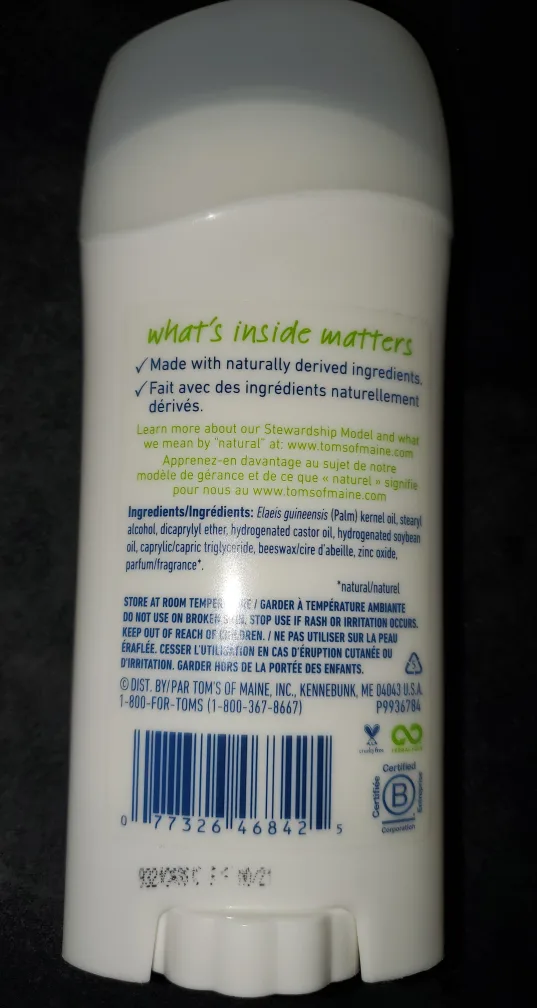 what's inside matters
✓Made with naturally derived ingredients.
✓Fait avec des ingrédients naturellement
dérivés.
Learn more about our Stewardship Model and what
we mean by "natural" at: www.tomsofmaine.com
Apprenez-en davantage au sujet de notre
modèle de gérance et de ce que « naturel » signifie
pour nous au www.tomsofmaine.com
Ingredients/Ingrédients: Elaeis guineensis (Palm) kernel oil, stearyl
alcohol, dicaprylyl ether, hydrogenated castor oil, hydrogenated soybean
oil, caprylic/capric triglyceride, beeswax/cire d'abeille, zinc oxide,
parfum/fragrance*.
*natural/naturel
STORE AT ROOM TEMPERATURE / GARDER À TEMPÉRATURE AMBIANTE
DO NOT USE ON BROKEN SKIN. STOP USE IF RASH OR IRRITATION OCCURS.
KEEP OUT OF REACH OF CHILDREN. / NE PAS UTILISER SUR LA PEAU
ÉRAFLÉE. CESSER L'UTILISATION EN CAS D'ÉRUPTION CUTANÉE OU
D'IRRITATION. GARDER HORS DE LA PORTÉE DES ENFANTS.
© DIST. BY/PAR TOM'S OF MAINE, INC., KENNEBUNK, ME 04043 U.S.A.
1-800-FOR-TOMS (1-800-367-8667) P9936784
Certified
Certifiée
B
Entreprise
Corporation
0 77326 46842 5